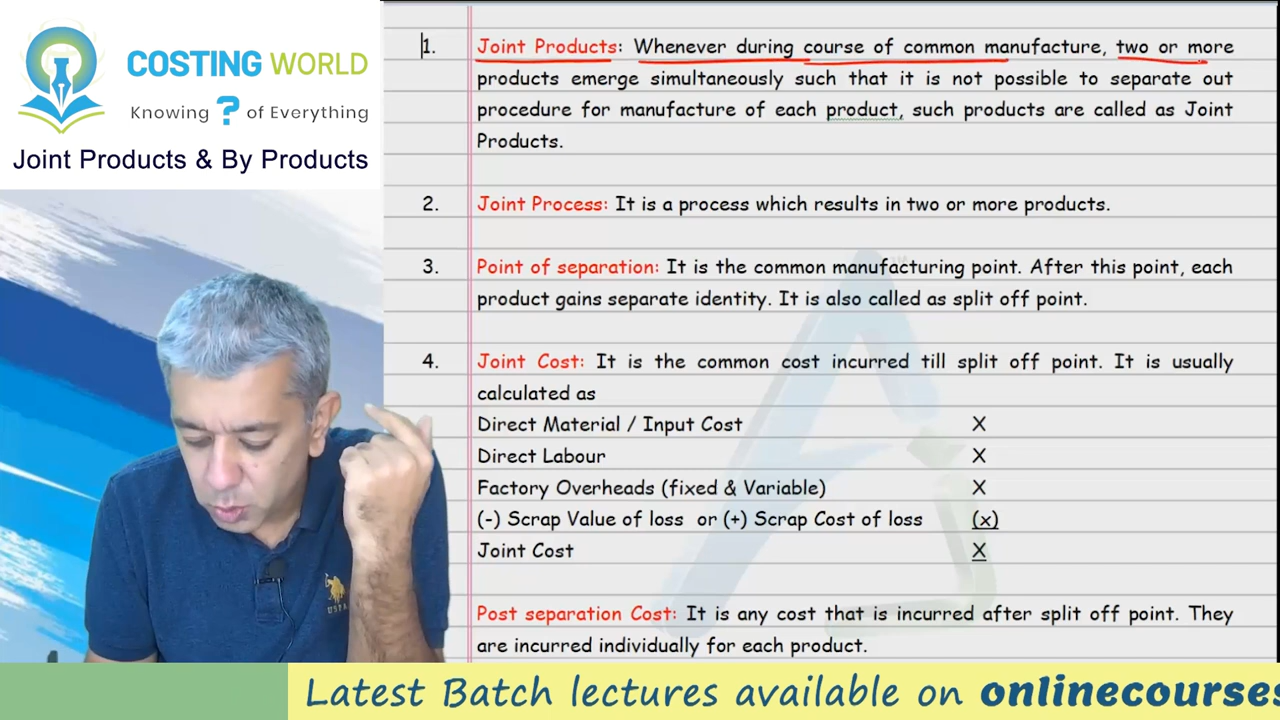 COSTING WORLD
Knowing ? of Everything
Joint Products & By Products
1. Joint Products: Whenever during course of common manufacture, two or more
products emerge simultaneously such that it is not possible to separate out
procedure for manufacture of each product, such products are called as Joint
Products.
2. Joint Process: It is a process which results in two or more products.
3. Point of separation: It is the common manufacturing point. After this point, each
product gains separate identity. It is also called as split off point.
4. Joint Cost: It is the common cost incurred till split off point. It is usually
calculated as
Direct Material / Input Cost X
Direct Labour X
Factory Overheads (fixed & Variable) X
(-) Scrap Value of loss or (+) Scrap Cost of loss (x)
Joint Cost X
Post separation Cost: It is any cost that is incurred after split off point. They
are incurred individually for each product.
USPA
Latest Batch lectures available on onlinecourses